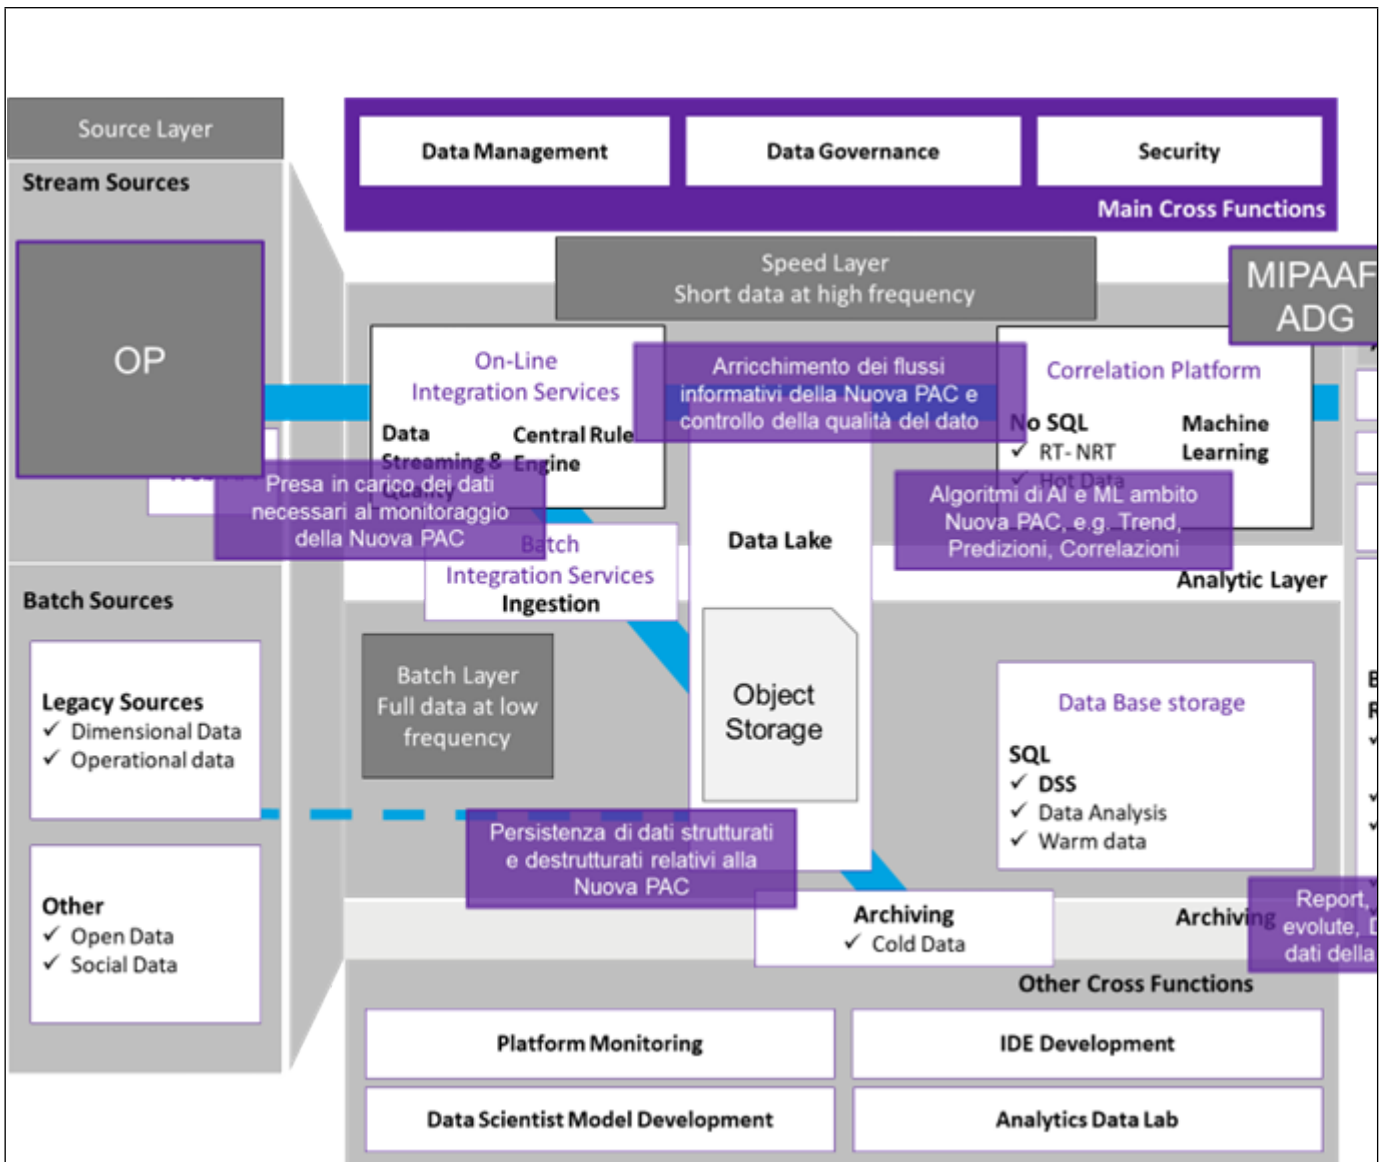 Source Layer
Stream Sources
OP
Data Management
Data Governance
Security
Main Cross Functions
Speed Layer
Short data at high frequency
MIPAAF
ADG
On-Line
Integration Services
Data
Streaming &
Quality
Central Rule
Engine
Arricchimento dei flussi
informativi della Nuova PAC e
controllo della qualità del dato
Correlation Platform
No SQL
✓ RT- NRT
✓ Hot Data
Machine
Learning
Presa in carico dei dati
necessari al monitoraggio
della Nuova PAC
Algoritmi di AI e ML ambito
Nuova PAC, e.g. Trend,
Predizioni, Correlazioni
Batch
Integration Services
Ingestion
Data Lake
Analytic Layer
Batch Sources
Legacy Sources
✓ Dimensional Data
✓ Operational data
Batch Layer
Full data at low
frequency
Object
Storage
Data Base storage
SQL
✓ DSS
✓ Data Analysis
✓ Warm data
Persistenza di dati strutturati
e destrutturati relativi alla
Nuova PAC
Other
✓ Open Data
✓ Social Data
Archiving
✓ Cold Data
Archiving
Report,
evolute,
dati della
Other Cross Functions
Platform Monitoring
IDE Development
Data Scientist Model Development
Analytics Data Lab